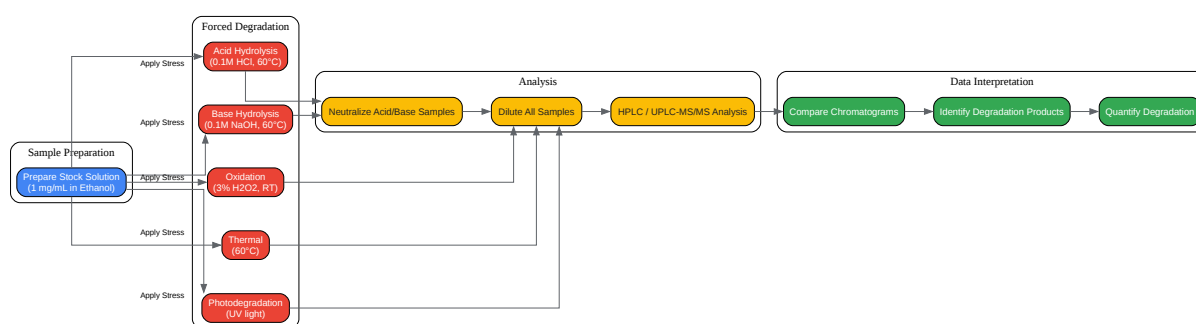 Sample Preparation
Prepare Stock Solution
(1 mg/mL in Ethanol)
Apply Stress
Apply Stress
Apply Stress
Apply Stress
Apply Stress
Forced Degradation
Acid Hydrolysis
(0.1M HCl, 60°C)
Base Hydrolysis
(0.1M NaOH, 60°C)
Oxidation
(3% H2O2, RT)
Thermal
(60°C)
Photodegradation
(UV light)
Analysis
Neutralize Acid/Base Samples
Dilute All Samples
HPLC / UPLC-MS/MS Analysis
Data Interpretation
Compare Chromatograms
Identify Degradation Products
Quantify Degradation